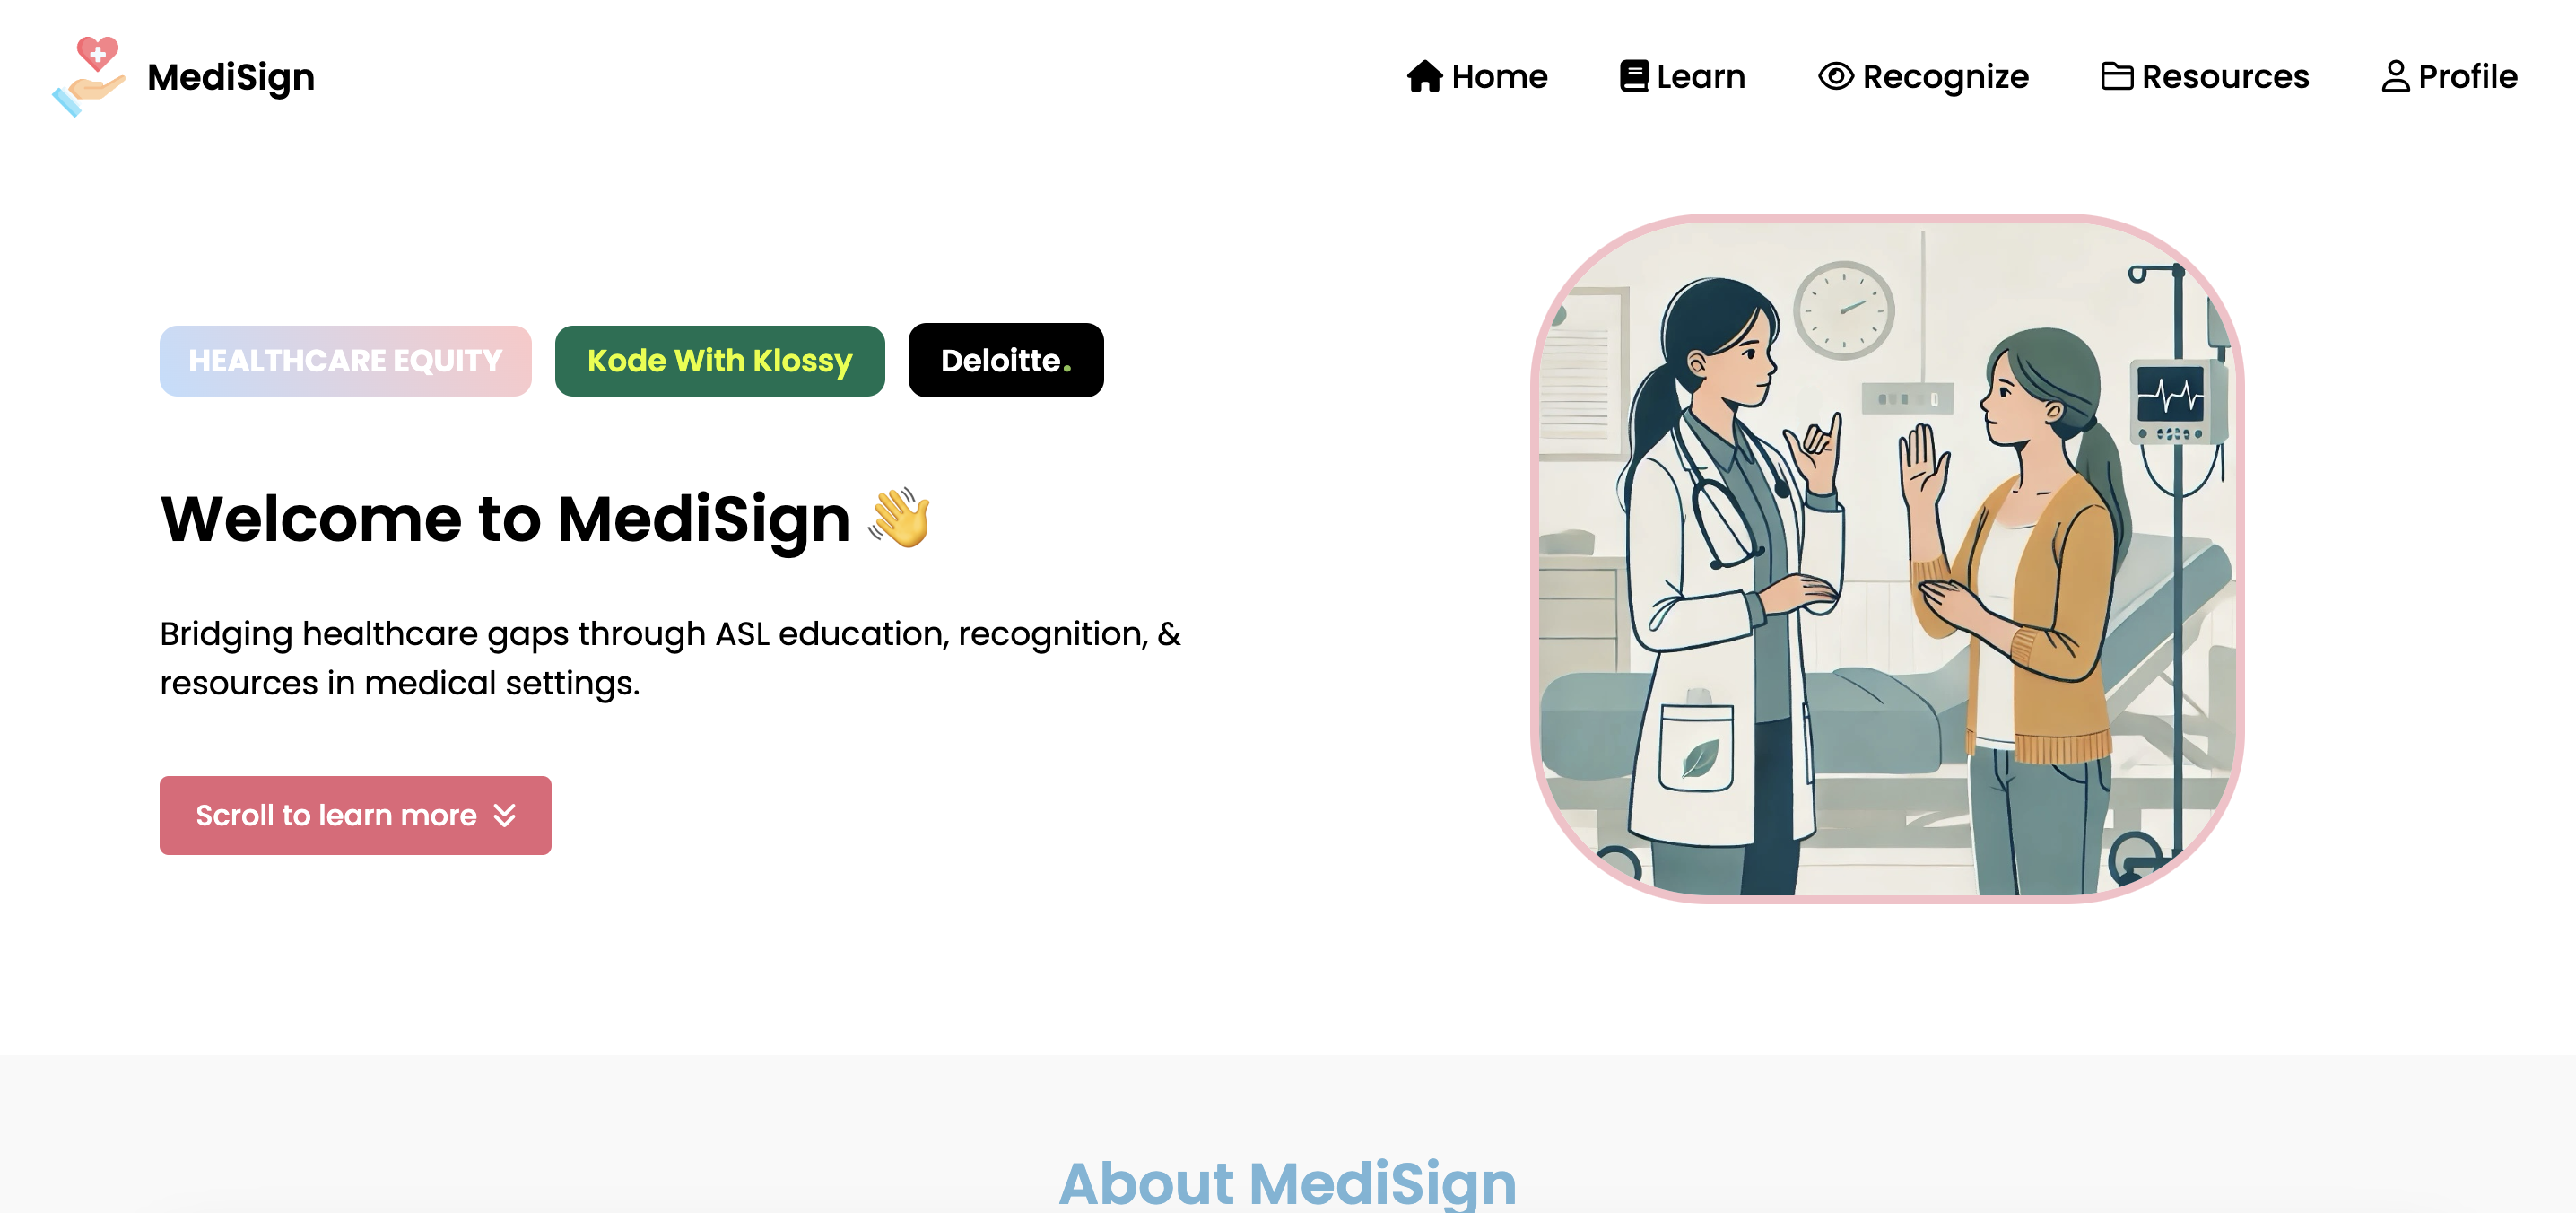 MediSign
Home
Learn
Recognize
Resources
Profile
HEALTHCARE EQUITY
Kode With Klossy
Deloitte.
Welcome to MediSign 👋
Bridging healthcare gaps through ASL education, recognition, &
resources in medical settings.
Scroll to learn more
About MediSign